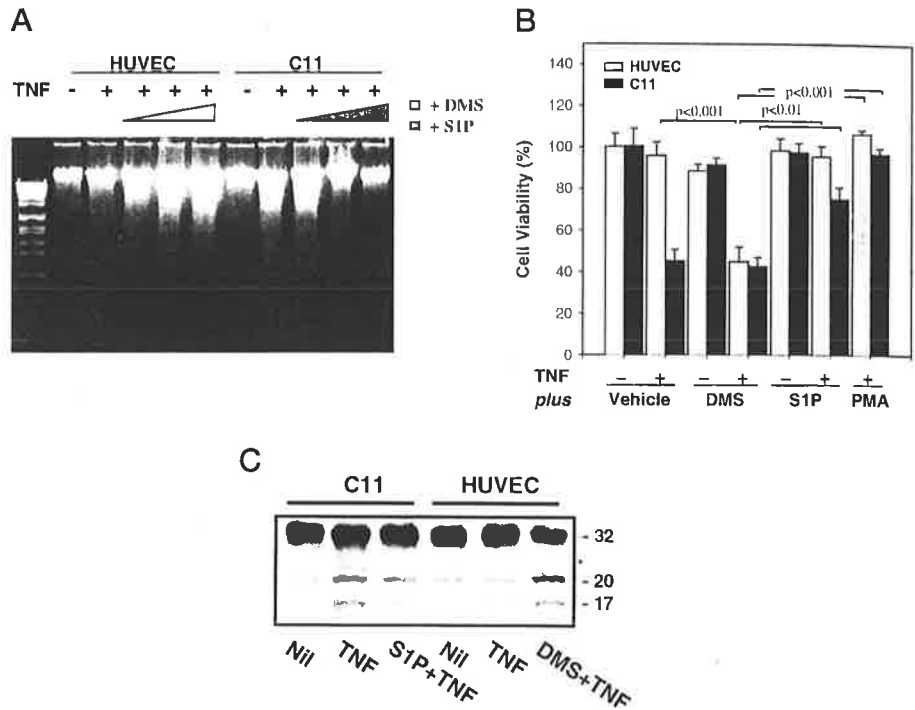 A
HUVEC C11
TNF - + + + + - + + + +
+ DMS
+ S1P
B
140
120
100
80
60
40
20
0
Cell Viability (%)
HUVEC
C11
p<0,001
p<0.001
p<0.01
TNF - + - + - + +
plus Vehicle DMS S1P PMA
C
C11 HUVEC
- 32
- 20
- 17
Nil TNF S1P+TNF Nil TNF DMS+TNF